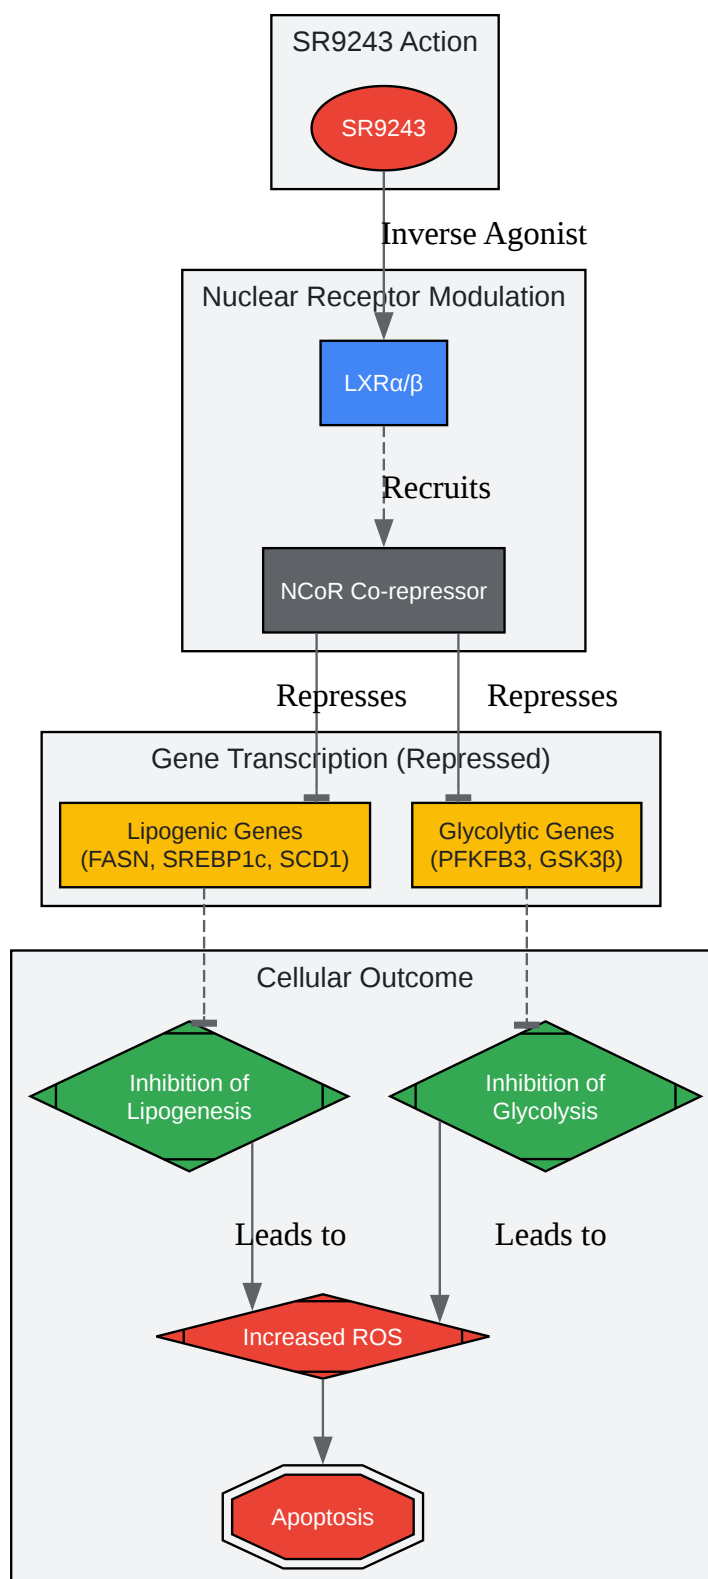 SR9243 Action
SR9243
Inverse Agonist
Nuclear Receptor Modulation
LXRα/β
Recruits
NCoR Co-repressor
Represses
Represses
Gene Transcription (Repressed)
Lipogenic Genes
(FASN, SREBP1c, SCD1)
Glycolytic Genes
(PFKFB3, GSK3β)
Cellular Outcome
Inhibition of
Lipogenesis
Inhibition of
Glycolysis
Leads to
Leads to
Increased ROS
Apoptosis